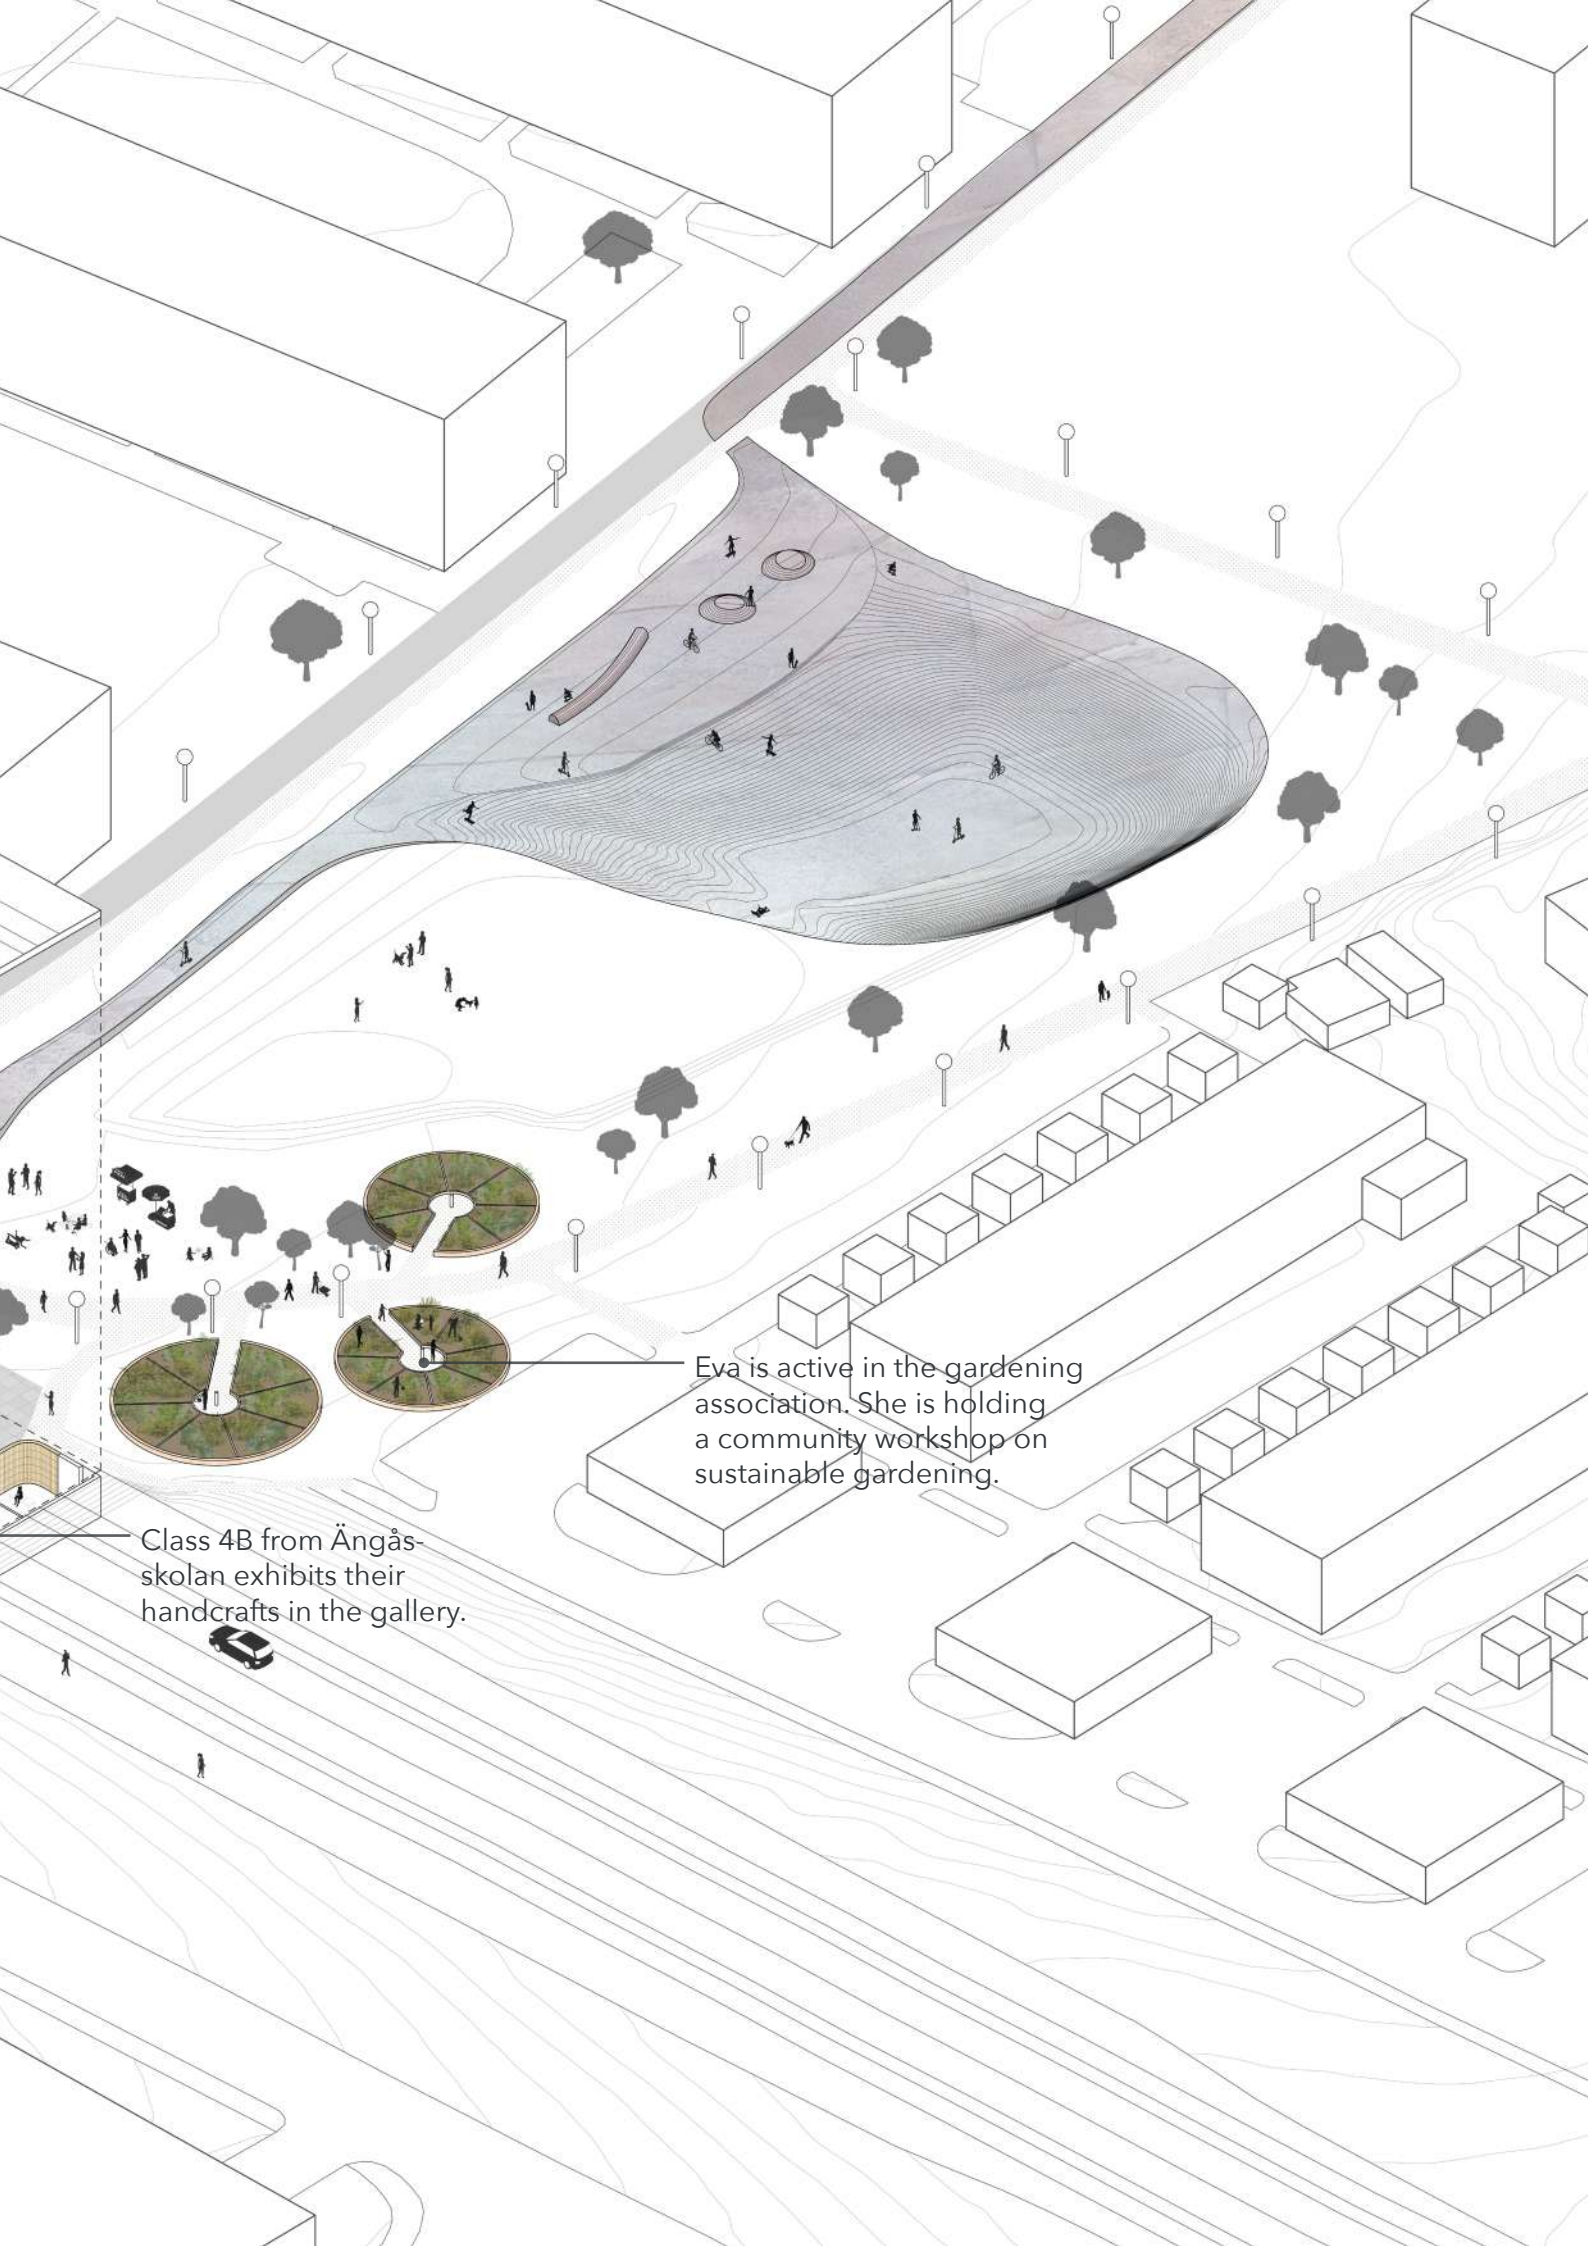 Eva is active in the gardening
association. She is holding
a community workshop on
sustainable gardening.
Class 4B from Ängås-
skolan exhibits their
handcrafts in the gallery.